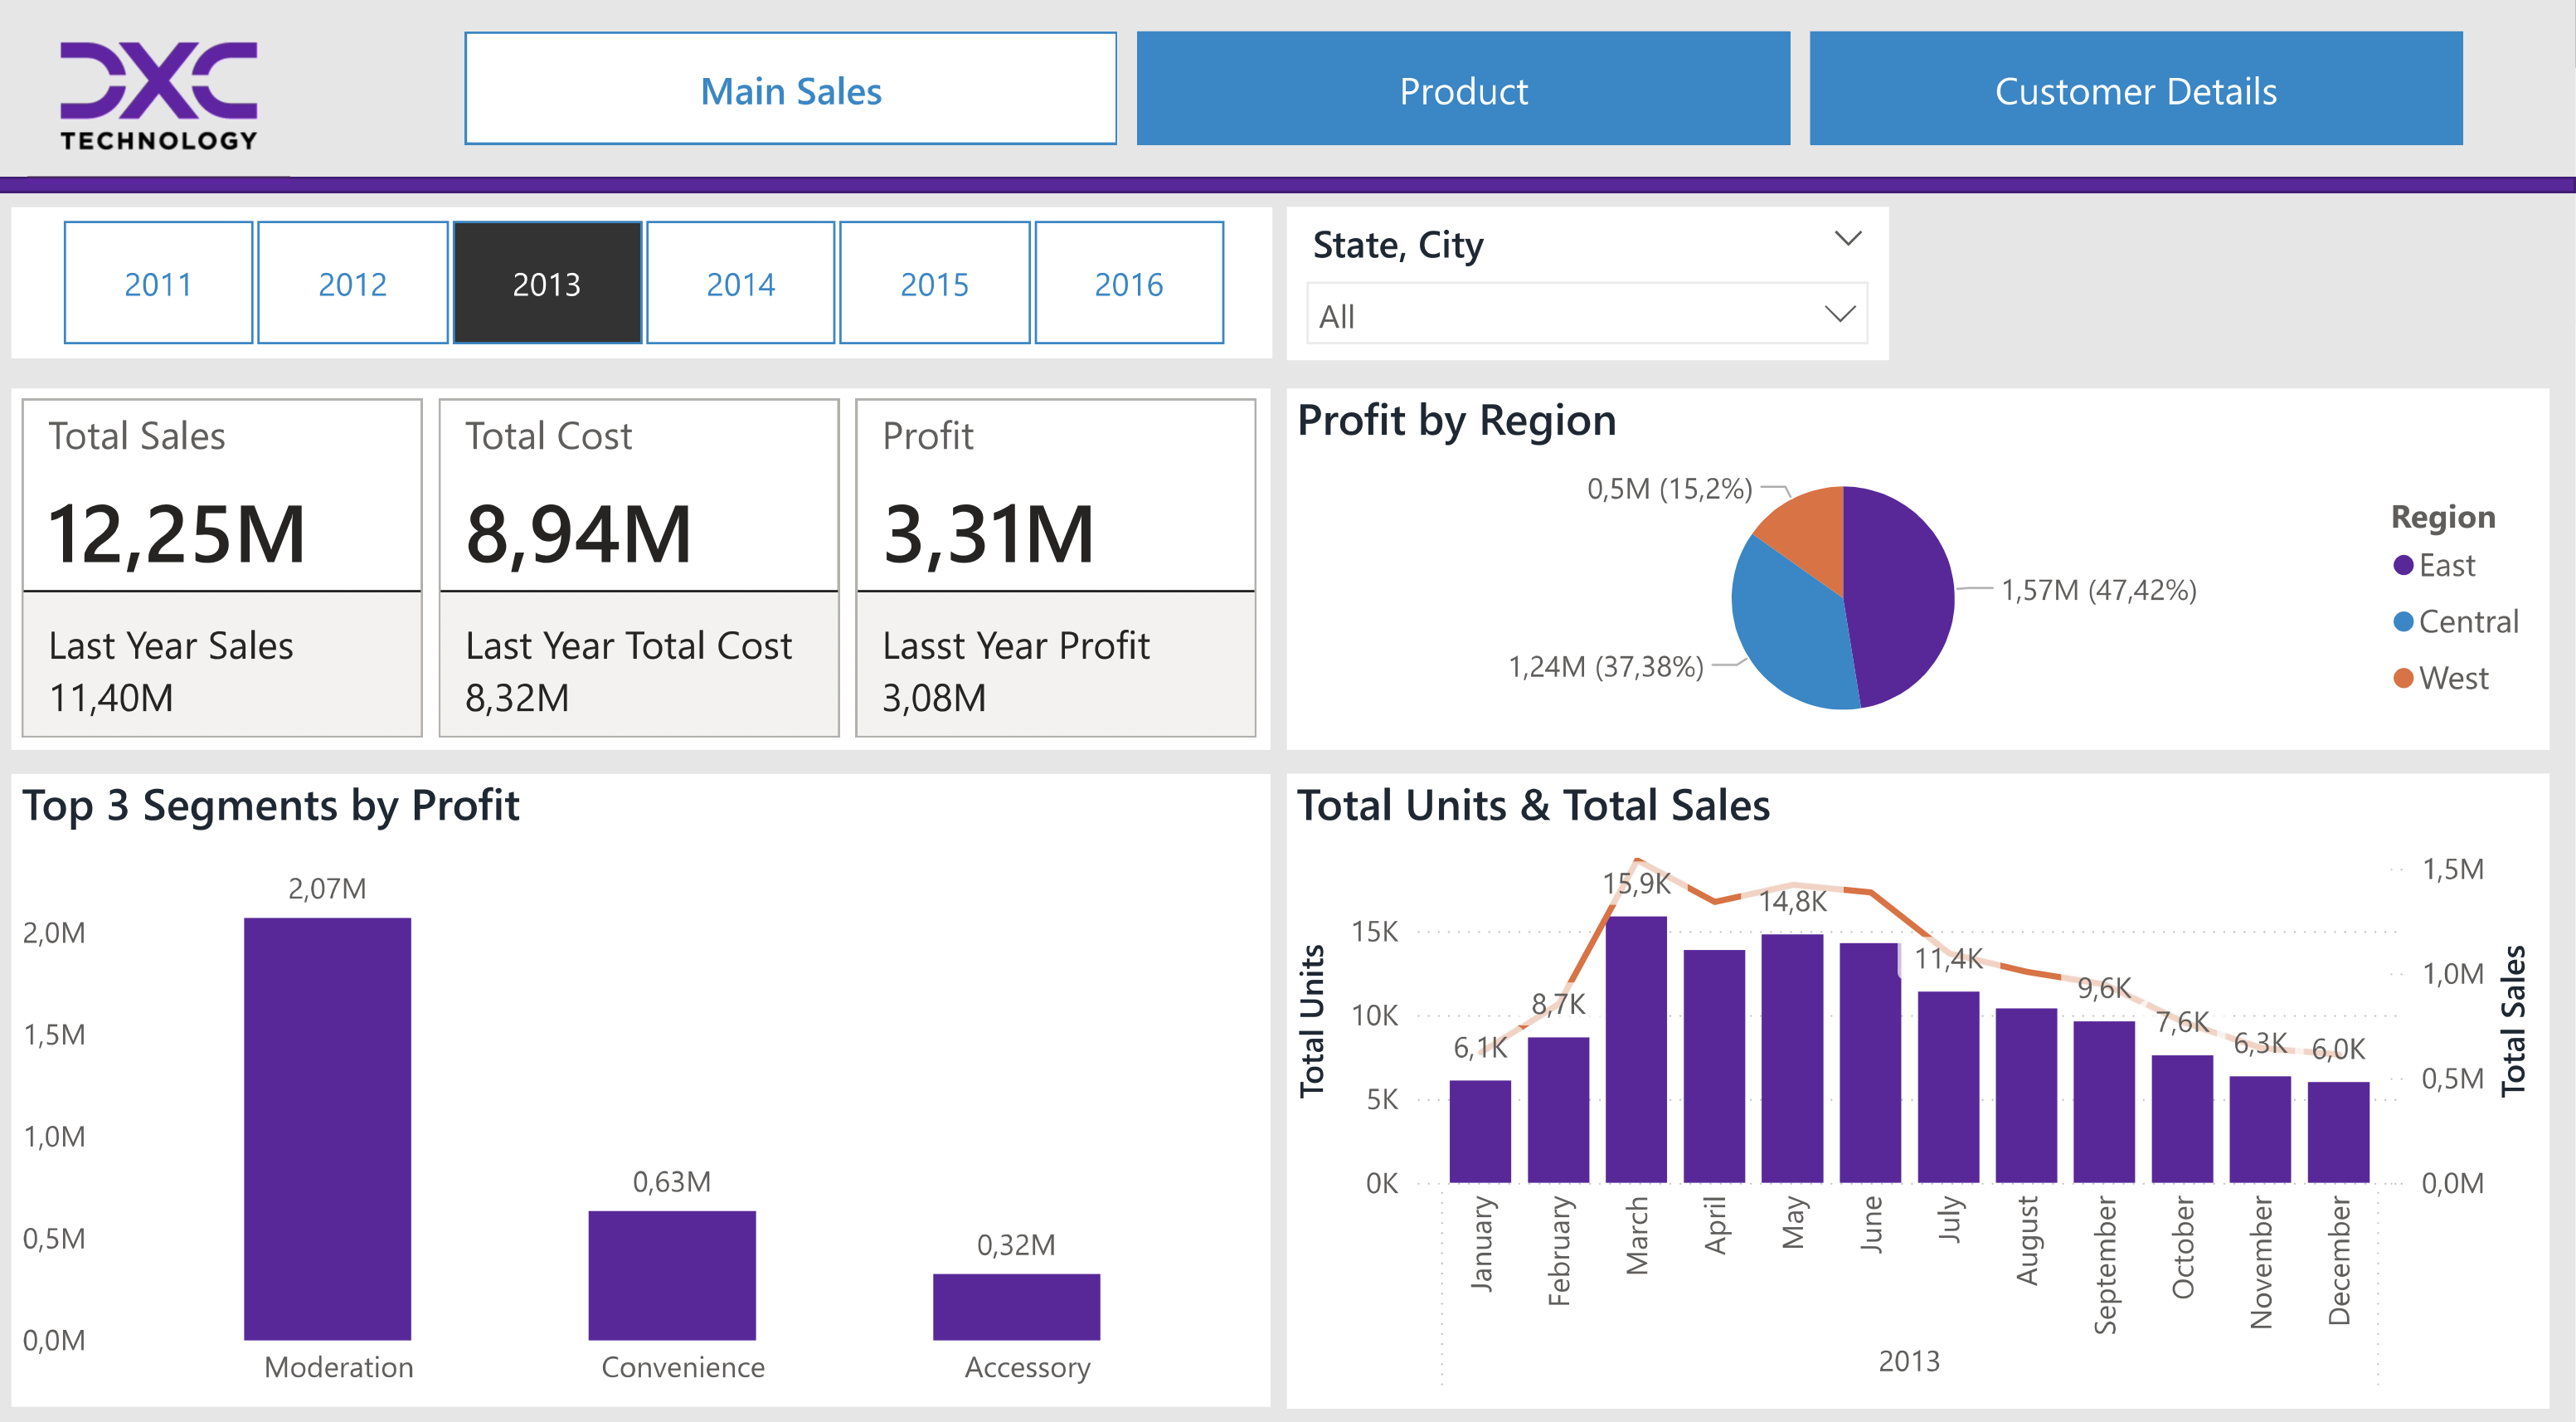 DXC
TECHNOLOGY
Main Sales
Product
Customer Details
2011
2012
2013
2014
2015
2016
State, City
All
Total Sales
12,25M
Last Year Sales
11,40M
Total Cost
8,94M
Last Year Total Cost
8,32M
Profit
3,31M
Lasst Year Profit
3,08M
Profit by Region
0,5M (15,2%)
1,57M (47,42%)
1,24M (37,38%)
Region
East
Central
West
Top 3 Segments by Profit
2,0M
1,5M
1,0M
0,5M
0,0M
2,07M
0,63M
0,32M
Moderation
Convenience
Accessory
Total Units & Total Sales
Total Units
15K
10K
5K
0K
6,1K
8,7K
15,9K
14,8K
11,4K
9,6K
7,6K
6,3K
6,0K
1,5M
1,0M
0,5M
0,0M
Total Sales
January
February
March
April
May
June
July
August
September
October
November
December
2013